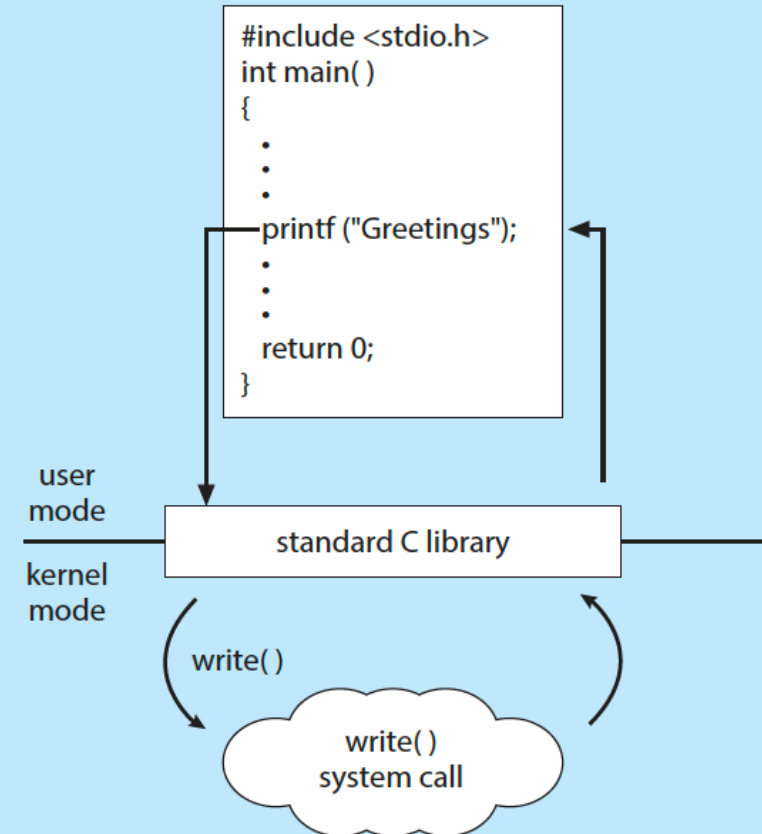 #include <stdio.h>
int main( )
{
•
•
•
printf ("Greetings");
•
•
•
return 0;
}
user
mode
standard C library
kernel
mode
write( )
write( )
system call